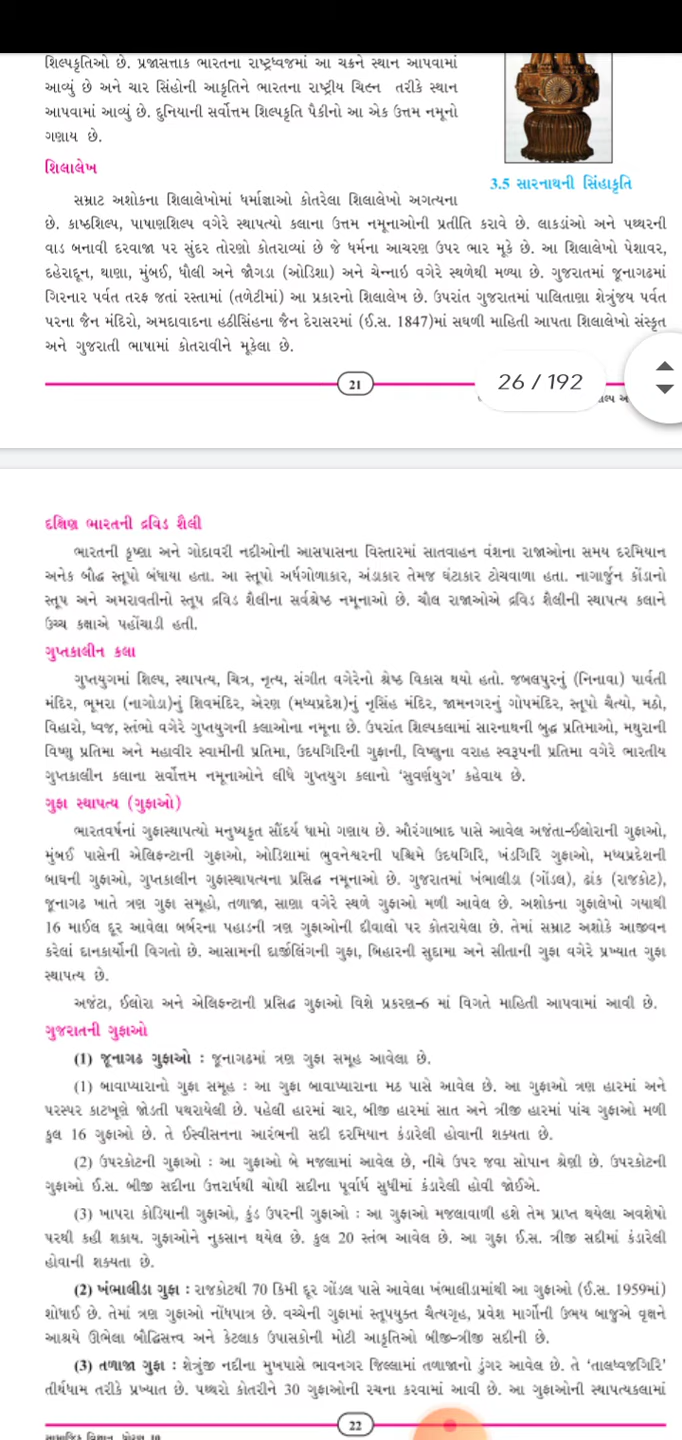 શિલ્પકૃતિઓ છે. પ્રજાસત્તાક ભારતના રાષ્ટ્રધ્વજમાં આ ચક્રને સ્થાન આપવામાં
આવ્યું છે અને ચાર સિંહોની આકૃતિને ભારતના રાષ્ટ્રીય ચિહ્ન તરીકે સ્થાન
આપવામાં આવ્યું છે. દુનિયાની સર્વોત્તમ શિલ્પકૃતિ પૈકીનો આ એક ઉત્તમ નમૂનો
ગણાય છે.
3.5 સારનાથની સિંહાકૃતિ
શિલાલેખ
સમ્રાટ અશોકના શિલાલેખોમાં ધર્માજ્ઞાઓ કોતરેલા શિલાલેખો અગત્યના
છે. કાષ્ઠશિલ્પ, પાષાણશિલ્પ વગેરે સ્થાપત્યો કલાના ઉત્તમ નમૂનાઓની પ્રતીતિ કરાવે છે. લાકડાંઓ અને પથ્થરની
વાડ બનાવી દરવાજા પર સુંદર તોરણો કોતરાવ્યાં છે જે ધર્મના આચરણ ઉપર ભાર મૂકે છે. આ શિલાલેખો પેશાવર,
દહેરાદૂન, થાણા, મુંબઈ, ધૌલી અને જૌગડા (ઓડિશા) અને ચેન્નાઇ વગેરે સ્થળેથી મળ્યા છે. ગુજરાતમાં જૂનાગઢમાં
ગિરનાર પર્વત તરફ જતાં રસ્તામાં (તળેટીમાં) આ પ્રકારનો શિલાલેખ છે. ઉપરાંત ગુજરાતમાં પાલિતાણા શેત્રુંજય પર્વત
પરના જૈન મંદિરો, અમદાવાદના હઠીસિંહના જૈન દેરાસરમાં (ઈ.સ. 1847)માં સઘળી માહિતી આપતા શિલાલેખો સંસ્કૃત
અને ગુજરાતી ભાષામાં કોતરાવીને મૂકેલા છે.
21
26 / 192
દક્ષિણ ભારતની દ્રવિડ શૈલી
ભારતની કૃષ્ણા અને ગોદાવરી નદીઓની આસપાસના વિસ્તારમાં સાતવાહન વંશના રાજાઓના સમય દરમિયાન
અનેક બૌદ્ધ સ્તૂપો બંધાયા હતા. આ સ્તૂપો અર્ધગોળાકાર, અંડાકાર તેમજ ઘંટાકાર ટોચવાળા હતા. નાગાર્જુન કોંડાનો
સ્તૂપ અને અમરાવતીનો સ્તૂપ દ્રવિડ શૈલીના સર્વશ્રેષ્ઠ નમૂનાઓ છે. ચૌલ રાજાઓએ દ્રવિડ શૈલીની સ્થાપત્ય કલાને
ઉચ્ચ કક્ષાએ પહોંચાડી હતી.
ગુપ્તકાલીન કલા
ગુપ્તયુગમાં શિલ્પ, સ્થાપત્ય, ચિત્ર, નૃત્ય, સંગીત વગેરેનો શ્રેષ્ઠ વિકાસ થયો હતો. જબલપુરનું (નિનાવા) પાર્વતી
મંદિર, ભૂમરા (નાગોડા)નું શિવમંદિર, એરણ (મધ્યપ્રદેશ)નું નૃસિંહ મંદિર, જામનગરનું ગોપમંદિર, સ્તૂપો ચૈત્યો, મઠો,
વિહારો, ધ્વજ, સ્તંભો વગેરે ગુપ્તયુગની કલાઓના નમૂના છે. ઉપરાંત શિલ્પકલામાં સારનાથની બુદ્ધ પ્રતિમાઓ, મથુરાની
વિષ્ણુ પ્રતિમા અને મહાવીર સ્વામીની પ્રતિમા, ઉદયગિરિની ગુફાની, વિષ્ણુના વરાહ સ્વરૂપની પ્રતિમા વગેરે ભારતીય
ગુપ્તકાલીન કલાના સર્વોત્તમ નમૂનાઓને લીધે ગુપ્તયુગ કલાનો ‘સુવર્ણયુગ’ કહેવાય છે.
ગુફા સ્થાપત્ય (ગુફાઓ)
ભારતવર્ષનાં ગુફાસ્થાપત્યો મનુષ્યકૃત સૌંદર્ય ધામો ગણાય છે. ઔરંગાબાદ પાસે આવેલ અજંતા-ઈલોરાની ગુફાઓ,
મુંબઈ પાસેની એલિફન્ટાની ગુફાઓ, ઓડિશામાં ભુવનેશ્વરની પશ્ચિમે ઉદયગિરિ, ખંડગિરિ ગુફાઓ, મધ્યપ્રદેશની
બાઘની ગુફાઓ, ગુપ્તકાલીન ગુફાસ્થાપત્યના પ્રસિદ્ધ નમૂનાઓ છે. ગુજરાતમાં ખંભાલીડા (ગોંડલ), ઢાંક (રાજકોટ),
જૂનાગઢ ખાતે ત્રણ ગુફા સમૂહો, તળાજા, સાણા વગેરે સ્થળે ગુફાઓ મળી આવેલ છે. અશોકના ગુફાલેખો ગયાથી
16 માઈલ દૂર આવેલા બર્બરના પહાડની ત્રણ ગુફાઓની દીવાલો પર કોતરાયેલા છે. તેમાં સમ્રાટ અશોકે આજીવન
કરેલાં દાનકાર્યોની વિગતો છે. આસામની દાર્જીલિંગની ગુફા, બિહારની સુદામા અને સીતાની ગુફા વગેરે પ્રખ્યાત ગુફા
સ્થાપત્ય છે.
અજંટા, ઈલોરા અને એલિફન્ટાની પ્રસિદ્ધ ગુફાઓ વિશે પ્રકરણ-6 માં વિગતે માહિતી આપવામાં આવી છે.
ગુજરાતની ગુફાઓ
(1) જૂનાગઢ ગુફાઓ : જૂનાગઢમાં ત્રણ ગુફા સમૂહ આવેલા છે.
(1) બાવાપ્યારાનો ગુફા સમૂહ : આ ગુફા બાવાપ્યારાના મઠ પાસે આવેલ છે. આ ગુફાઓ ત્રણ હારમાં અને
પરસ્પર કાટખૂણે જોડતી પથરાયેલી છે. પહેલી હારમાં ચાર, બીજી હારમાં સાત અને ત્રીજી હારમાં પાંચ ગુફાઓ મળી
કુલ 16 ગુફાઓ છે. તે ઈસ્વીસનના આરંભની સદી દરમિયાન કંડારેલી હોવાની શક્યતા છે.
(2) ઉપરકોટની ગુફાઓ : આ ગુફાઓ બે મજલામાં આવેલ છે, નીચે ઉપર જવા સોપાન શ્રેણી છે. ઉપરકોટની
ગુફાઓ ઈ.સ. બીજી સદીના ઉત્તરાર્ધથી ચોથી સદીના પૂર્વાર્ધ સુધીમાં કંડારેલી હોવી જોઈએ.
(3) ખાપરા કોડિયાની ગુફાઓ, કુંડ ઉપરની ગુફાઓ : આ ગુફાઓ મજલાવાળી હશે તેમ પ્રાપ્ત થયેલા અવશેષો
પરથી કહી શકાય. ગુફાઓને નુકસાન થયેલ છે. કુલ 20 સ્તંભ આવેલ છે. આ ગુફા ઈ.સ. ત્રીજી સદીમાં કંડારેલી
હોવાની શક્યતા છે.
(2) ખંભાલીડા ગુફા : રાજકોટથી 70 કિમી દૂર ગોંડલ પાસે આવેલા ખંભાલીડામાંથી આ ગુફાઓ (ઈ.સ. 1959માં)
શોધાઈ છે. તેમાં ત્રણ ગુફાઓ નોંધપાત્ર છે. વચ્ચેની ગુફામાં સ્તૂપયુક્ત ચૈત્યગૃહ, પ્રવેશ માર્ગોની ઉભય બાજુએ વૃક્ષને
આશ્રયે ઊભેલા બૌદ્ધિસત્ત્વ અને કેટલાક ઉપાસકોની મોટી આકૃતિઓ બીજી-ત્રીજી સદીની છે.
(3) તળાજા ગુફા : શેત્રુંજી નદીના મુખપાસે ભાવનગર જિલ્લામાં તળાજાનો ડુંગર આવેલ છે. તે ‘તાલધ્વજગિરિ’
તીર્થધામ તરીકે પ્રખ્યાત છે. પથ્થરો કોતરીને 30 ગુફાઓની રચના કરવામાં આવી છે. આ ગુફાઓની સ્થાપત્યકલામાં
22